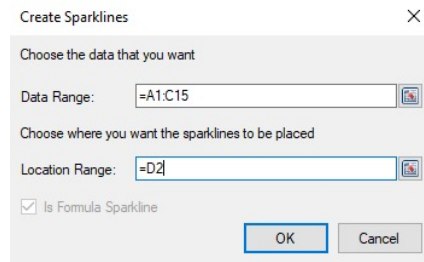 Create Sparklines
Choose the data that you want
Data Range: =A1:C15
Choose where you want the sparklines to be placed
Location Range: =D2
Is Formula Sparkline
OK Cancel